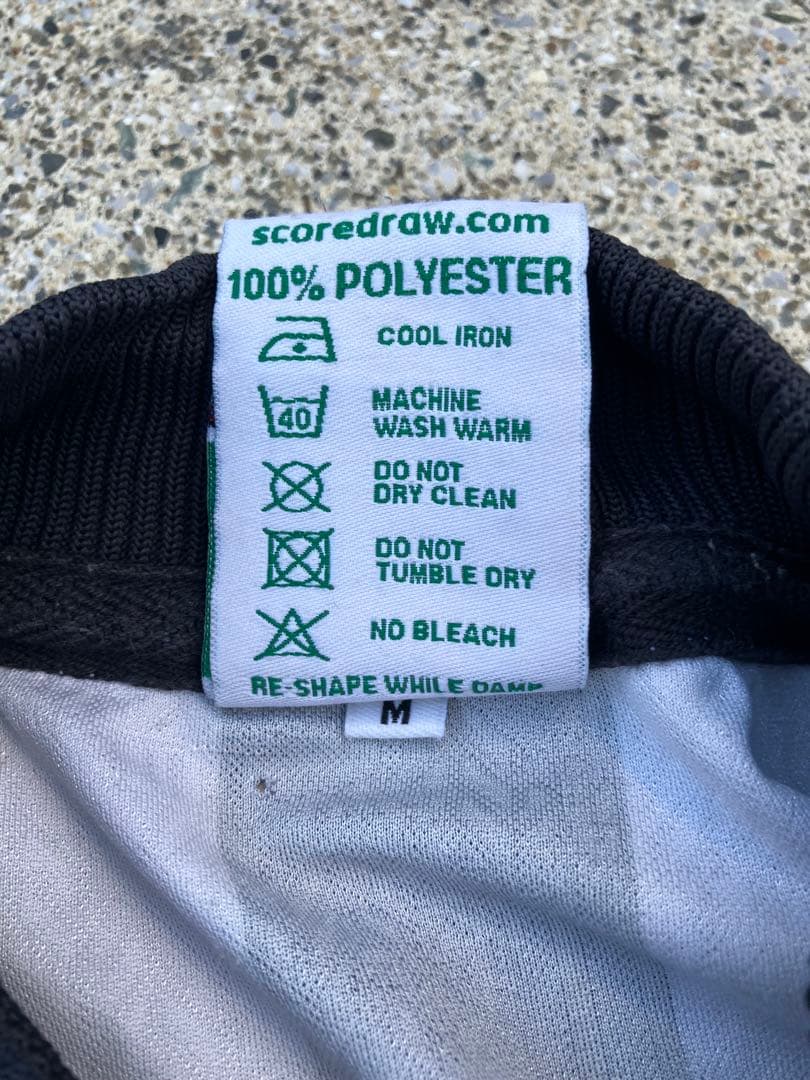 scoredraw.com
100% POLYESTER
COOL IRON
40
MACHINE
WASH WARM
DO NOT
DRY CLEAN
DO NOT
TUMBLE DRY
NO BLEACH
RE-SHAPE WHILE DAMP
M